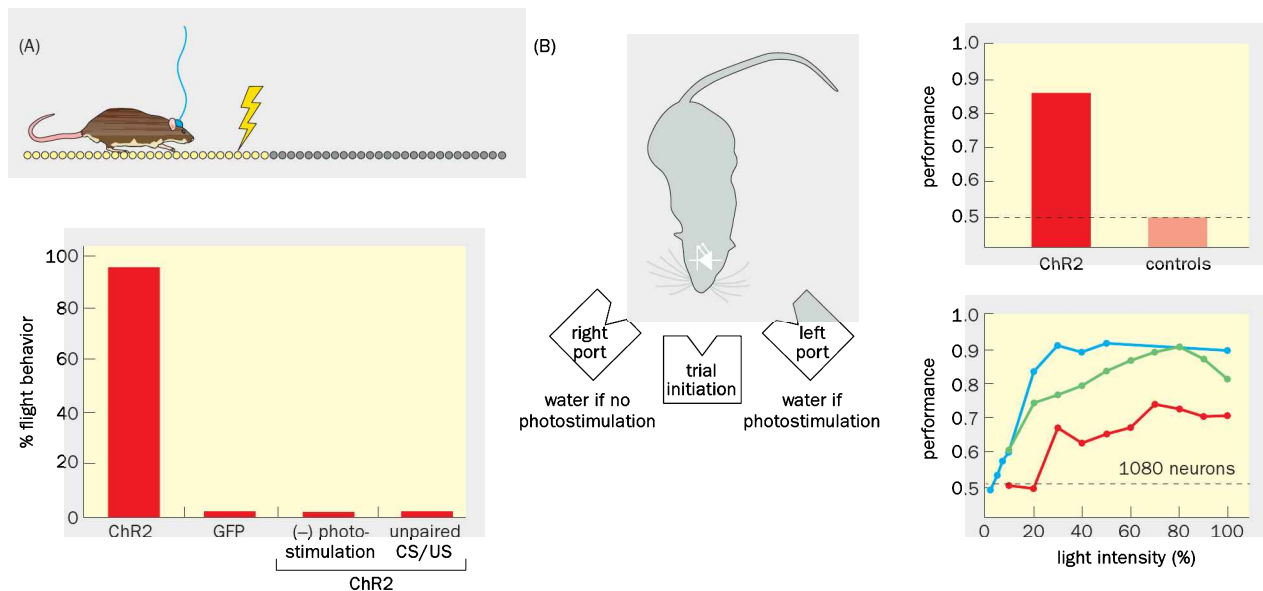 (A)
% flight behavior
100
80
60
40
20
0
ChR2
GFP
(–) photo-
stimulation
unpaired
CS/US
ChR2
(B)
right
port
trial
initiation
left
port
water if no
photostimulation
water if
photostimulation
performance
1.0
0.9
0.8
0.7
0.6
0.5
ChR2
controls
performance
1.0
0.9
0.8
0.7
0.6
0.5
1080 neurons
0
20
40
60
80
100
light intensity (%)